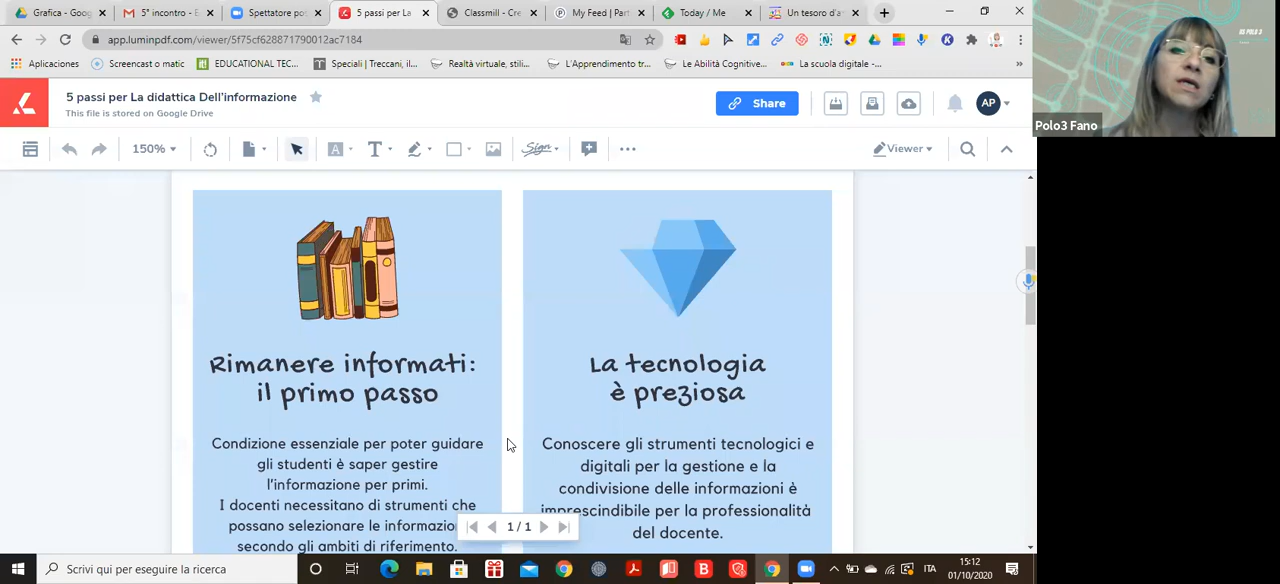 Grafica - Goog
5° incontro - E
Spettatore po
5 passi per La
Classmill - Cre
My Feed | Part
Today / Me
Un tesoro d'a
app.luminpdf.com/viewer/5f75cf628871790012ac7184
Aplicaciones
Screencast o matic
EDUCATIONAL TEC...
Speciali | Treccani, il...
Realtà virtuale, stili...
L'Apprendimento tr...
Le Abilità Cognitive...
La scuola digitale -...
»
5 passi per La didattica Dell'informazione
This file is stored on Google Drive
Share
AP
150%
A
T
Sign
Viewer
Polo3 Fano
Rimanere informati:
il primo passo
Condizione essenziale per poter guidare
gli studenti è saper gestire
l'informazione per primi.
I docenti necessitano di strumenti che
possano selezionare le informazio
secondo gli ambiti di riferimento.
La tecnologia
è preziosa
Conoscere gli strumenti tecnologici e
digitali per la gestione e la
condivisione delle informazioni è
imprescindibile per la professionalità
del docente.
1 / 1
Scrivi qui per eseguire la ricerca
ITA
15:12
01/10/2020